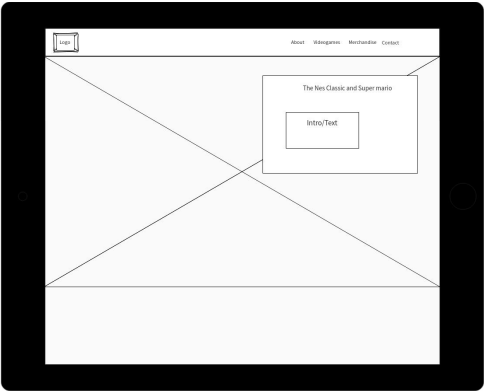 Logo
About Videogames Merchandise Contact
The Nes Classic and Super mario
Intro/Text